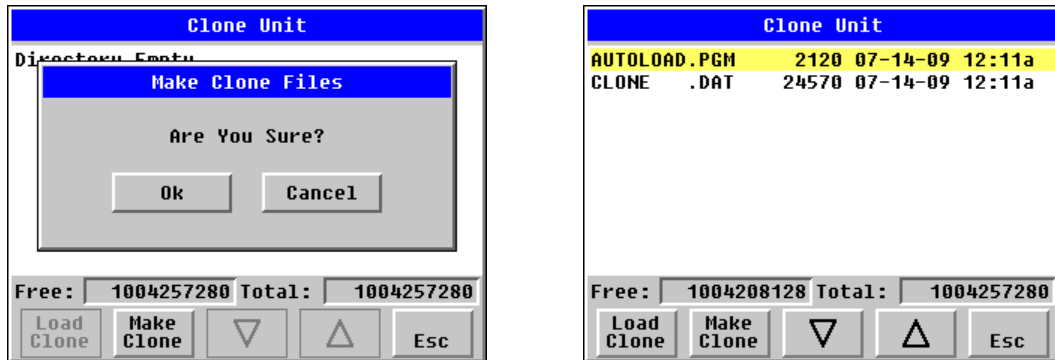 Clone Unit
Directory Empty
Make Clone Files
Are You Sure?
Ok Cancel
Free: 1004257280 Total: 1004257280
Load Clone
Make Clone
Esc
Clone Unit
AUTOLOAD.PGM 2120 07-14-09 12:11a
CLONE .DAT 24570 07-14-09 12:11a
Free: 1004208128 Total: 1004257280
Load Clone
Make Clone
Esc